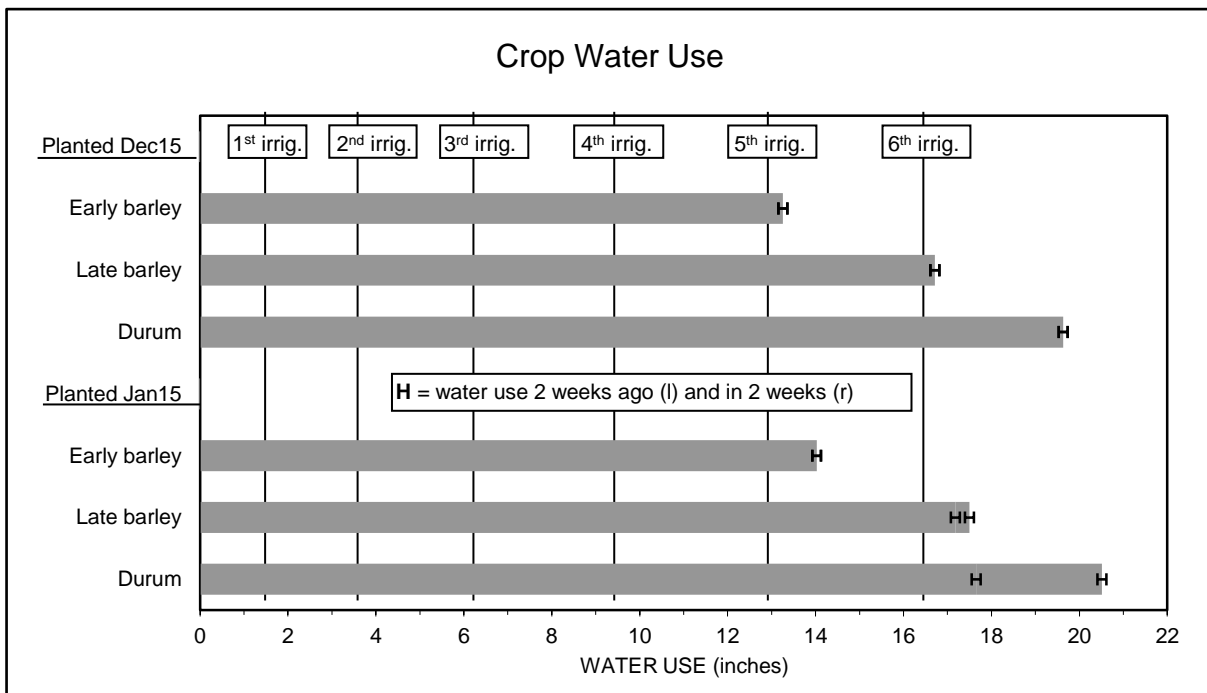 Crop Water Use
Planted Dec15
1st irrig. 2nd irrig. 3rd irrig. 4th irrig. 5th irrig. 6th irrig.
Early barley
Late barley
Durum
Planted Jan15
H = water use 2 weeks ago (l) and in 2 weeks (r)
Early barley
Late barley
Durum
0 2 4 6 8 10 12 14 16 18 20 22
WATER USE (inches)